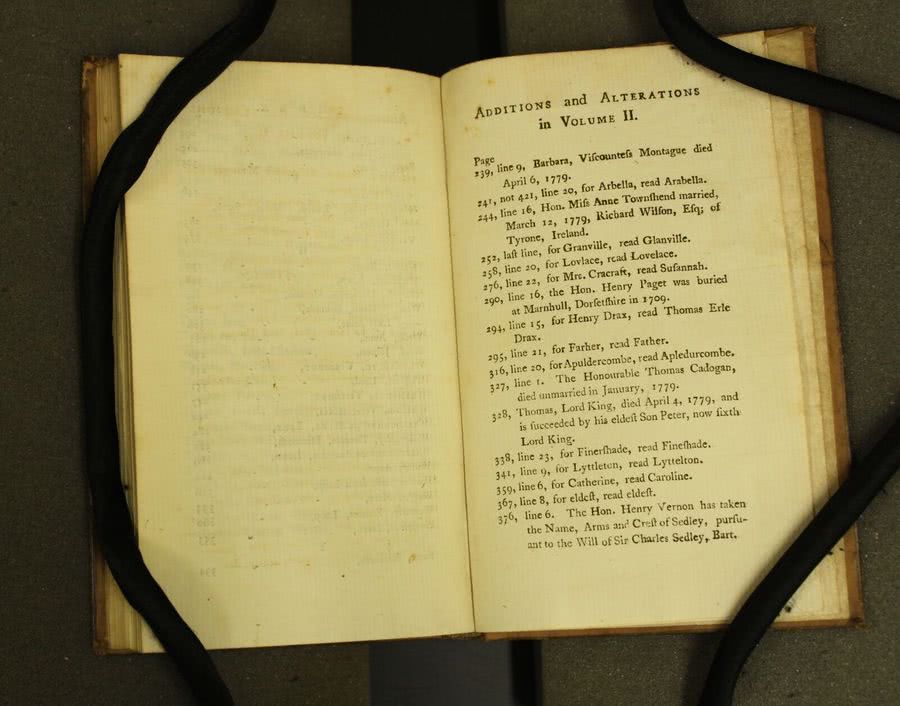 ADDITIONS and ALTERATIONS
in VOLUME II.
Page
239, line 9, Barbara, Viſcounteſs Montague died
April 6, 1779.
241, not 421, line 20, for Arbella, read Arabella.
244, line 16, Hon. Miſs Anne Townſhend married,
March 12, 1779, Richard Wilſon, Eſq; of
Tyrone, Ireland.
252, laſt line, for Granville, read Glanville.
258, line 20, for Lovlace, read Lovelace.
276, line 22, for Mrs. Cracraft, read Suſannah.
290, line 16, the Hon. Henry Paget was buried
at Marnhull, Dorſetſhire in 1709.
294, line 15, for Henry Drax, read Thomas Erle
Drax.
295, line 21, for Farher, read Father.
316, line 20, for Apuldercombe, read Apledurcombe.
327, line 1. The Honourable Thomas Cadogan,
died unmarried in January, 1779.
328, Thomas, Lord King, died April 4, 1779, and
is ſucceeded by his eldeſt Son Peter, now ſixth
Lord King.
338, line 23, for Finerſhade, read Fineſhade.
341, line 9, for Lyttleton, read Lyttelton.
359, line 6, for Catherine, read Caroline.
367, line 8, for eldeſt, read eldeſt.
376, line 6. The Hon. Henry Vernon has taken
the Name, Arms and Creſt of Sedley, purſu-
ant to the Will of Sir Charles Sedley, Bart.